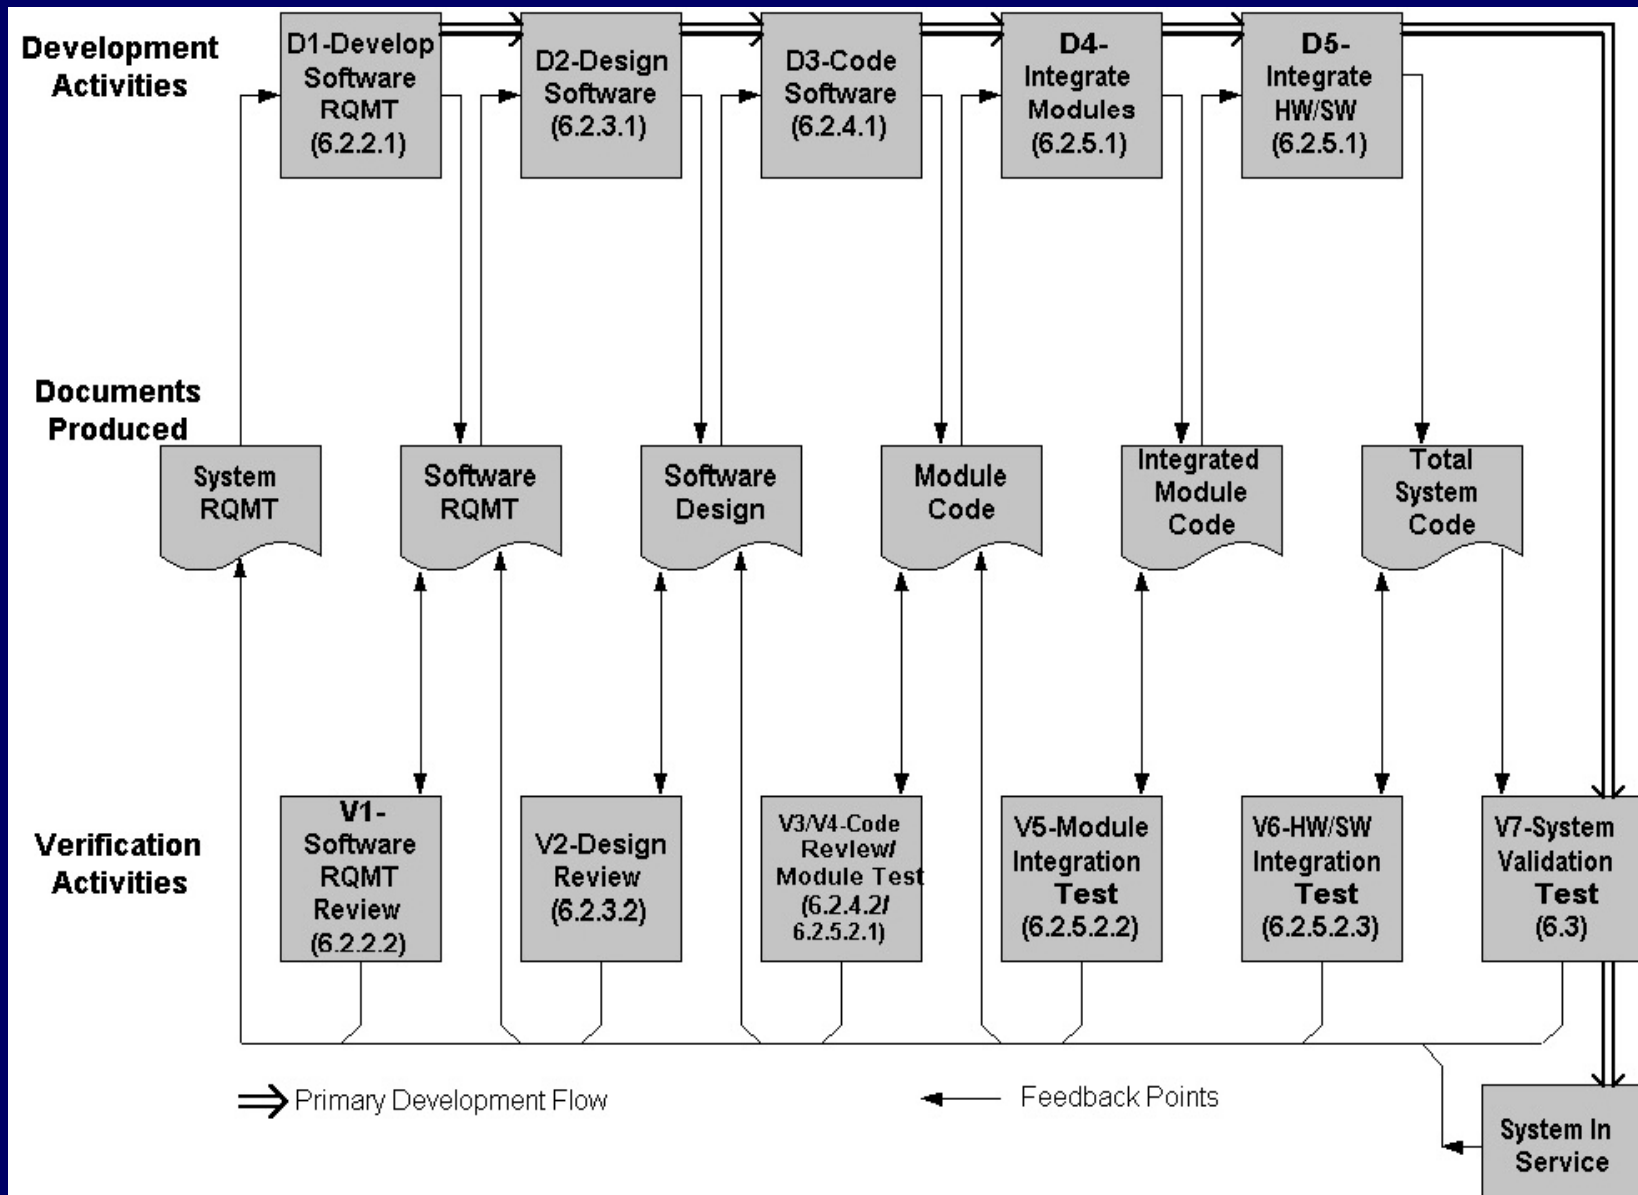 Development
Activities
D1-Develop
Software
RQMT
(6.2.2.1)
D2-Design
Software
(6.2.3.1)
D3-Code
Software
(6.2.4.1)
D4-
Integrate
Modules
(6.2.5.1)
D5-
Integrate
HW/SW
(6.2.5.1)
Documents
Produced
System
RQMT
Software
RQMT
Software
Design
Module
Code
Integrated
Module
Code
Total
System
Code
Verification
Activities
V1-
Software
RQMT
Review
(6.2.2.2)
V2-Design
Review
(6.2.3.2)
V3/V4-Code
Review/
Module Test
(6.2.4.2/
6.2.5.2.1)
V5-Module
Integration
Test
(6.2.5.2.2)
V6-HW/SW
Integration
Test
(6.2.5.2.3)
V7-System
Validation
Test
(6.3)
Primary Development Flow
Feedback Points
System In
Service